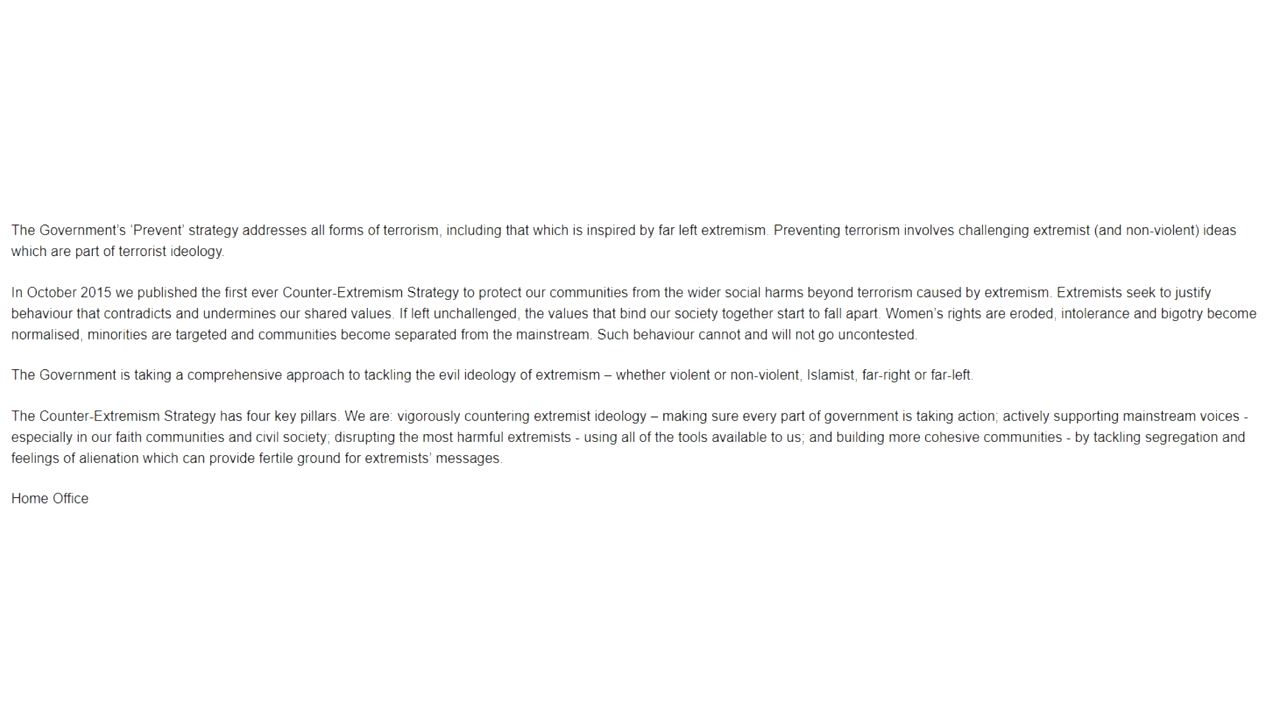 The Government's 'Prevent' strategy addresses all forms of terrorism, including that which is inspired by far left extremism. Preventing terrorism involves challenging extremist (and non-violent) ideas
which are part of terrorist ideology.
In October 2015 we published the first ever Counter-Extremism Strategy to protect our communities from the wider social harms beyond terrorism caused by extremism. Extremists seek to justify
behaviour that contradicts and undermines our shared values. If left unchallenged, the values that bind our society together start to fall apart. Women's rights are eroded, intolerance and bigotry become
normalised, minorities are targeted and communities become separated from the mainstream. Such behaviour cannot and will not go uncontested.
The Government is taking a comprehensive approach to tackling the evil ideology of extremism – whether violent or non-violent, Islamist, far-right or far-left.
The Counter-Extremism Strategy has four key pillars. We are: vigorously countering extremist ideology – making sure every part of government is taking action; actively supporting mainstream voices -
especially in our faith communities and civil society; disrupting the most harmful extremists - using all of the tools available to us; and building more cohesive communities - by tackling segregation and
feelings of alienation which can provide fertile ground for extremists' messages.
Home Office